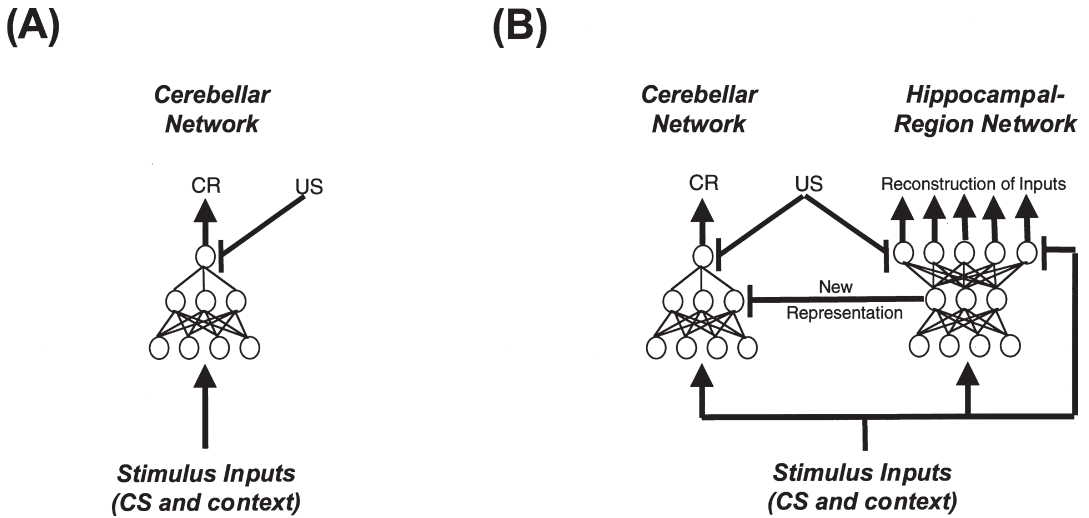 (A)
Cerebellar
Network
CR
US
Stimulus Inputs
(CS and context)
(B)
Cerebellar
Network
Hippocampal-
Region Network
CR
US
Reconstruction of Inputs
New
Representation
Stimulus Inputs
(CS and context)